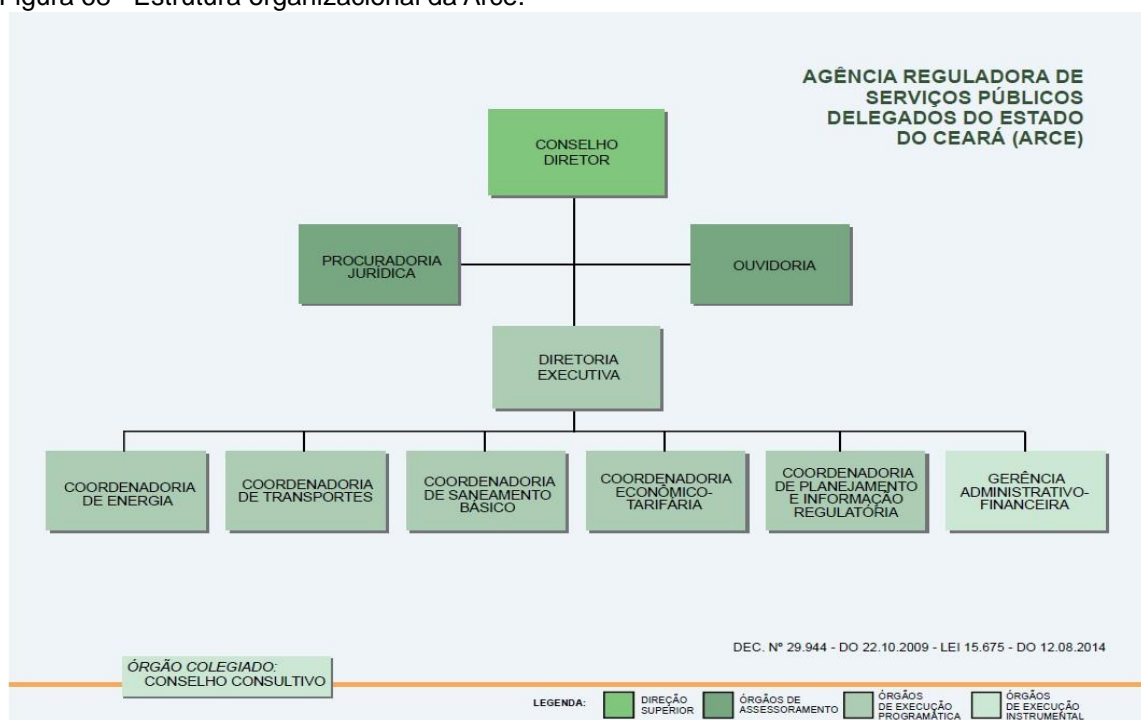 Figura 68 - Estrutura organizacional da Arce.
AGÊNCIA REGULADORA DE
SERVIÇOS PÚBLICOS
DELEGADOS DO ESTADO
DO CEARÁ (ARCE)
CONSELHO
DIRETOR
PROCURADORIA
JURÍDICA
OUVIDORIA
DIRETORIA
EXECUTIVA
COORDENADORIA
DE ENERGIA
COORDENADORIA
DE TRANSPORTES
COORDENADORIA
DE SANEAMENTO
BÁSICO
COORDENADORIA
ECONÔMICO-
TARIFÁRIA
COORDENADORIA
DE PLANEJAMENTO
E INFORMAÇÃO
REGULATÓRIA
GERÊNCIA
ADMINISTRATIVO-
FINANCEIRA
DEC. Nº 29.944 - DO 22.10.2009 - LEI 15.675 - DO 12.08.2014
ÓRGÃO COLEGIADO:
CONSELHO CONSULTIVO
LEGENDA:
DIREÇÃO
SUPERIOR
ÓRGÃOS DE
ASSESSORAMENTO
ÓRGÃOS
DE EXECUÇÃO
PROGRAMÁTICA
ÓRGÃOS
DE EXECUÇÃO
INSTRUMENTAL